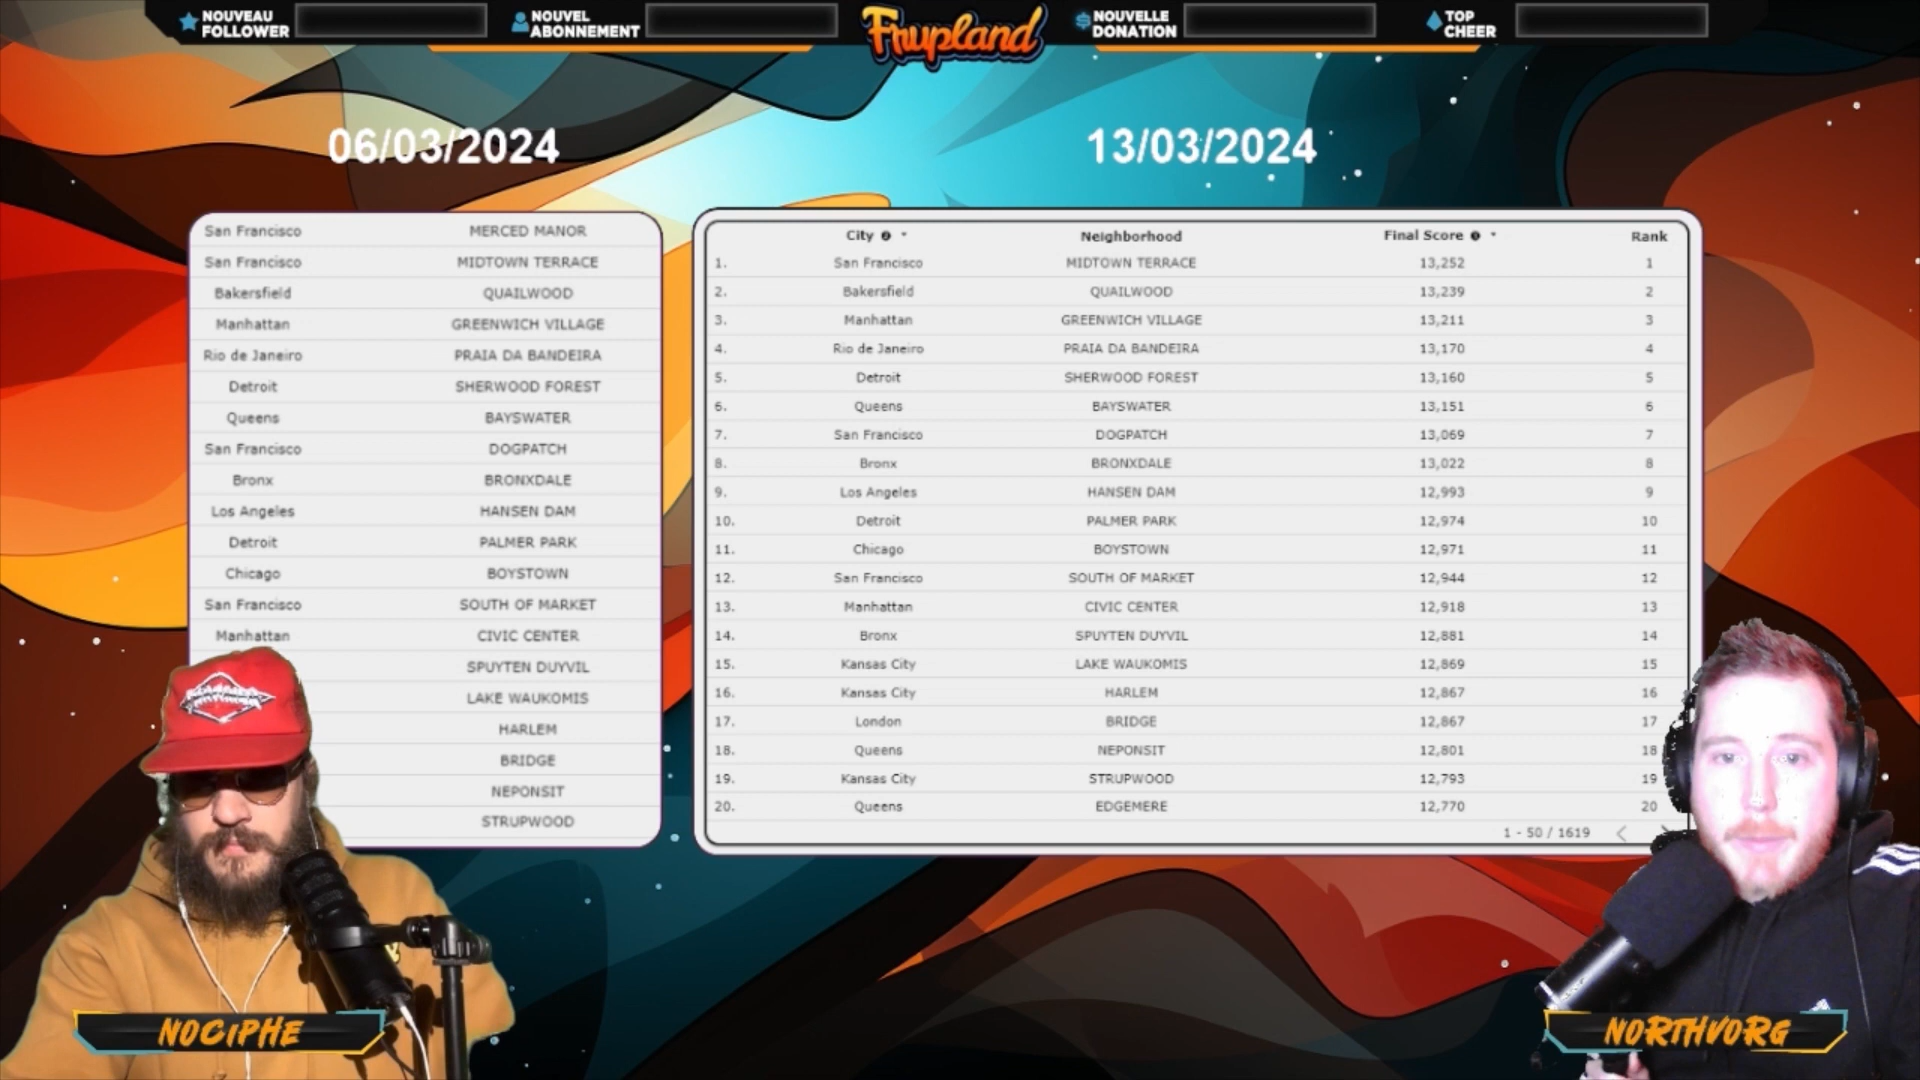 NOUVEAU FOLLOWER
NOUVEL ABONNEMENT
Frupland
NOUVELLE DONATION
TOP CHEER
06/03/2024
13/03/2024
San Francisco MERCED MANOR
San Francisco MIDTOWN TERRACE
Bakersfield QUAILWOOD
Manhattan GREENWICH VILLAGE
Rio de Janeiro PRAIA DA BANDEIRA
Detroit SHERWOOD FOREST
Queens BAYSWATER
San Francisco DOGPATCH
Bronx BRONXDALE
Los Angeles HANSEN DAM
Detroit PALMER PARK
Chicago BOYSTOWN
San Francisco SOUTH OF MARKET
Manhattan CIVIC CENTER
SPUYTEN DUYVIL
LAKE WAUKOMIS
HARLEM
BRIDGE
NEPONSIT
STRUPWOOD
City Neighborhood Final Score Rank
1. San Francisco MIDTOWN TERRACE 13,252 1
2. Bakersfield QUAILWOOD 13,239 2
3. Manhattan GREENWICH VILLAGE 13,211 3
4. Rio de Janeiro PRAIA DA BANDEIRA 13,170 4
5. Detroit SHERWOOD FOREST 13,160 5
6. Queens BAYSWATER 13,151 6
7. San Francisco DOGPATCH 13,069 7
8. Bronx BRONXDALE 13,022 8
9. Los Angeles HANSEN DAM 12,993 9
10. Detroit PALMER PARK 12,974 10
11. Chicago BOYSTOWN 12,971 11
12. San Francisco SOUTH OF MARKET 12,944 12
13. Manhattan CIVIC CENTER 12,918 13
14. Bronx SPUYTEN DUYVIL 12,881 14
15. Kansas City LAKE WAUKOMIS 12,869 15
16. Kansas City HARLEM 12,867 16
17. London BRIDGE 12,867 17
18. Queens NEPONSIT 12,801 18
19. Kansas City STRUPWOOD 12,793 19
20. Queens EDGEMERE 12,770 20
1 - 50 / 1619
NOCIPHE
NORTHVORG